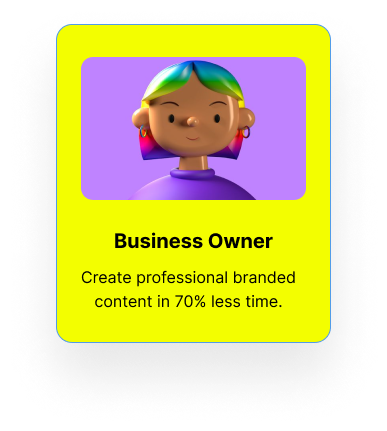 Business Owner
Create professional branded
content in 70% less time.